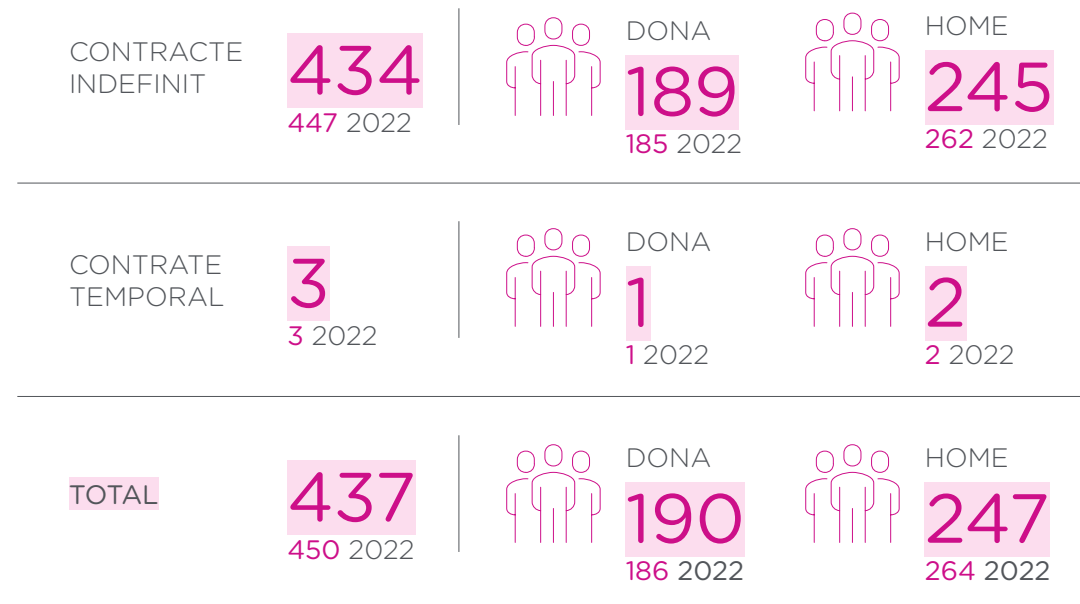 CONTRACTE
INDEFINIT
434
447 2022
DONA
189
185 2022
HOME
245
262 2022
CONTRATE
TEMPORAL
3
3 2022
DONA
1
1 2022
HOME
2
2 2022
TOTAL
437
450 2022
DONA
190
186 2022
HOME
247
264 2022